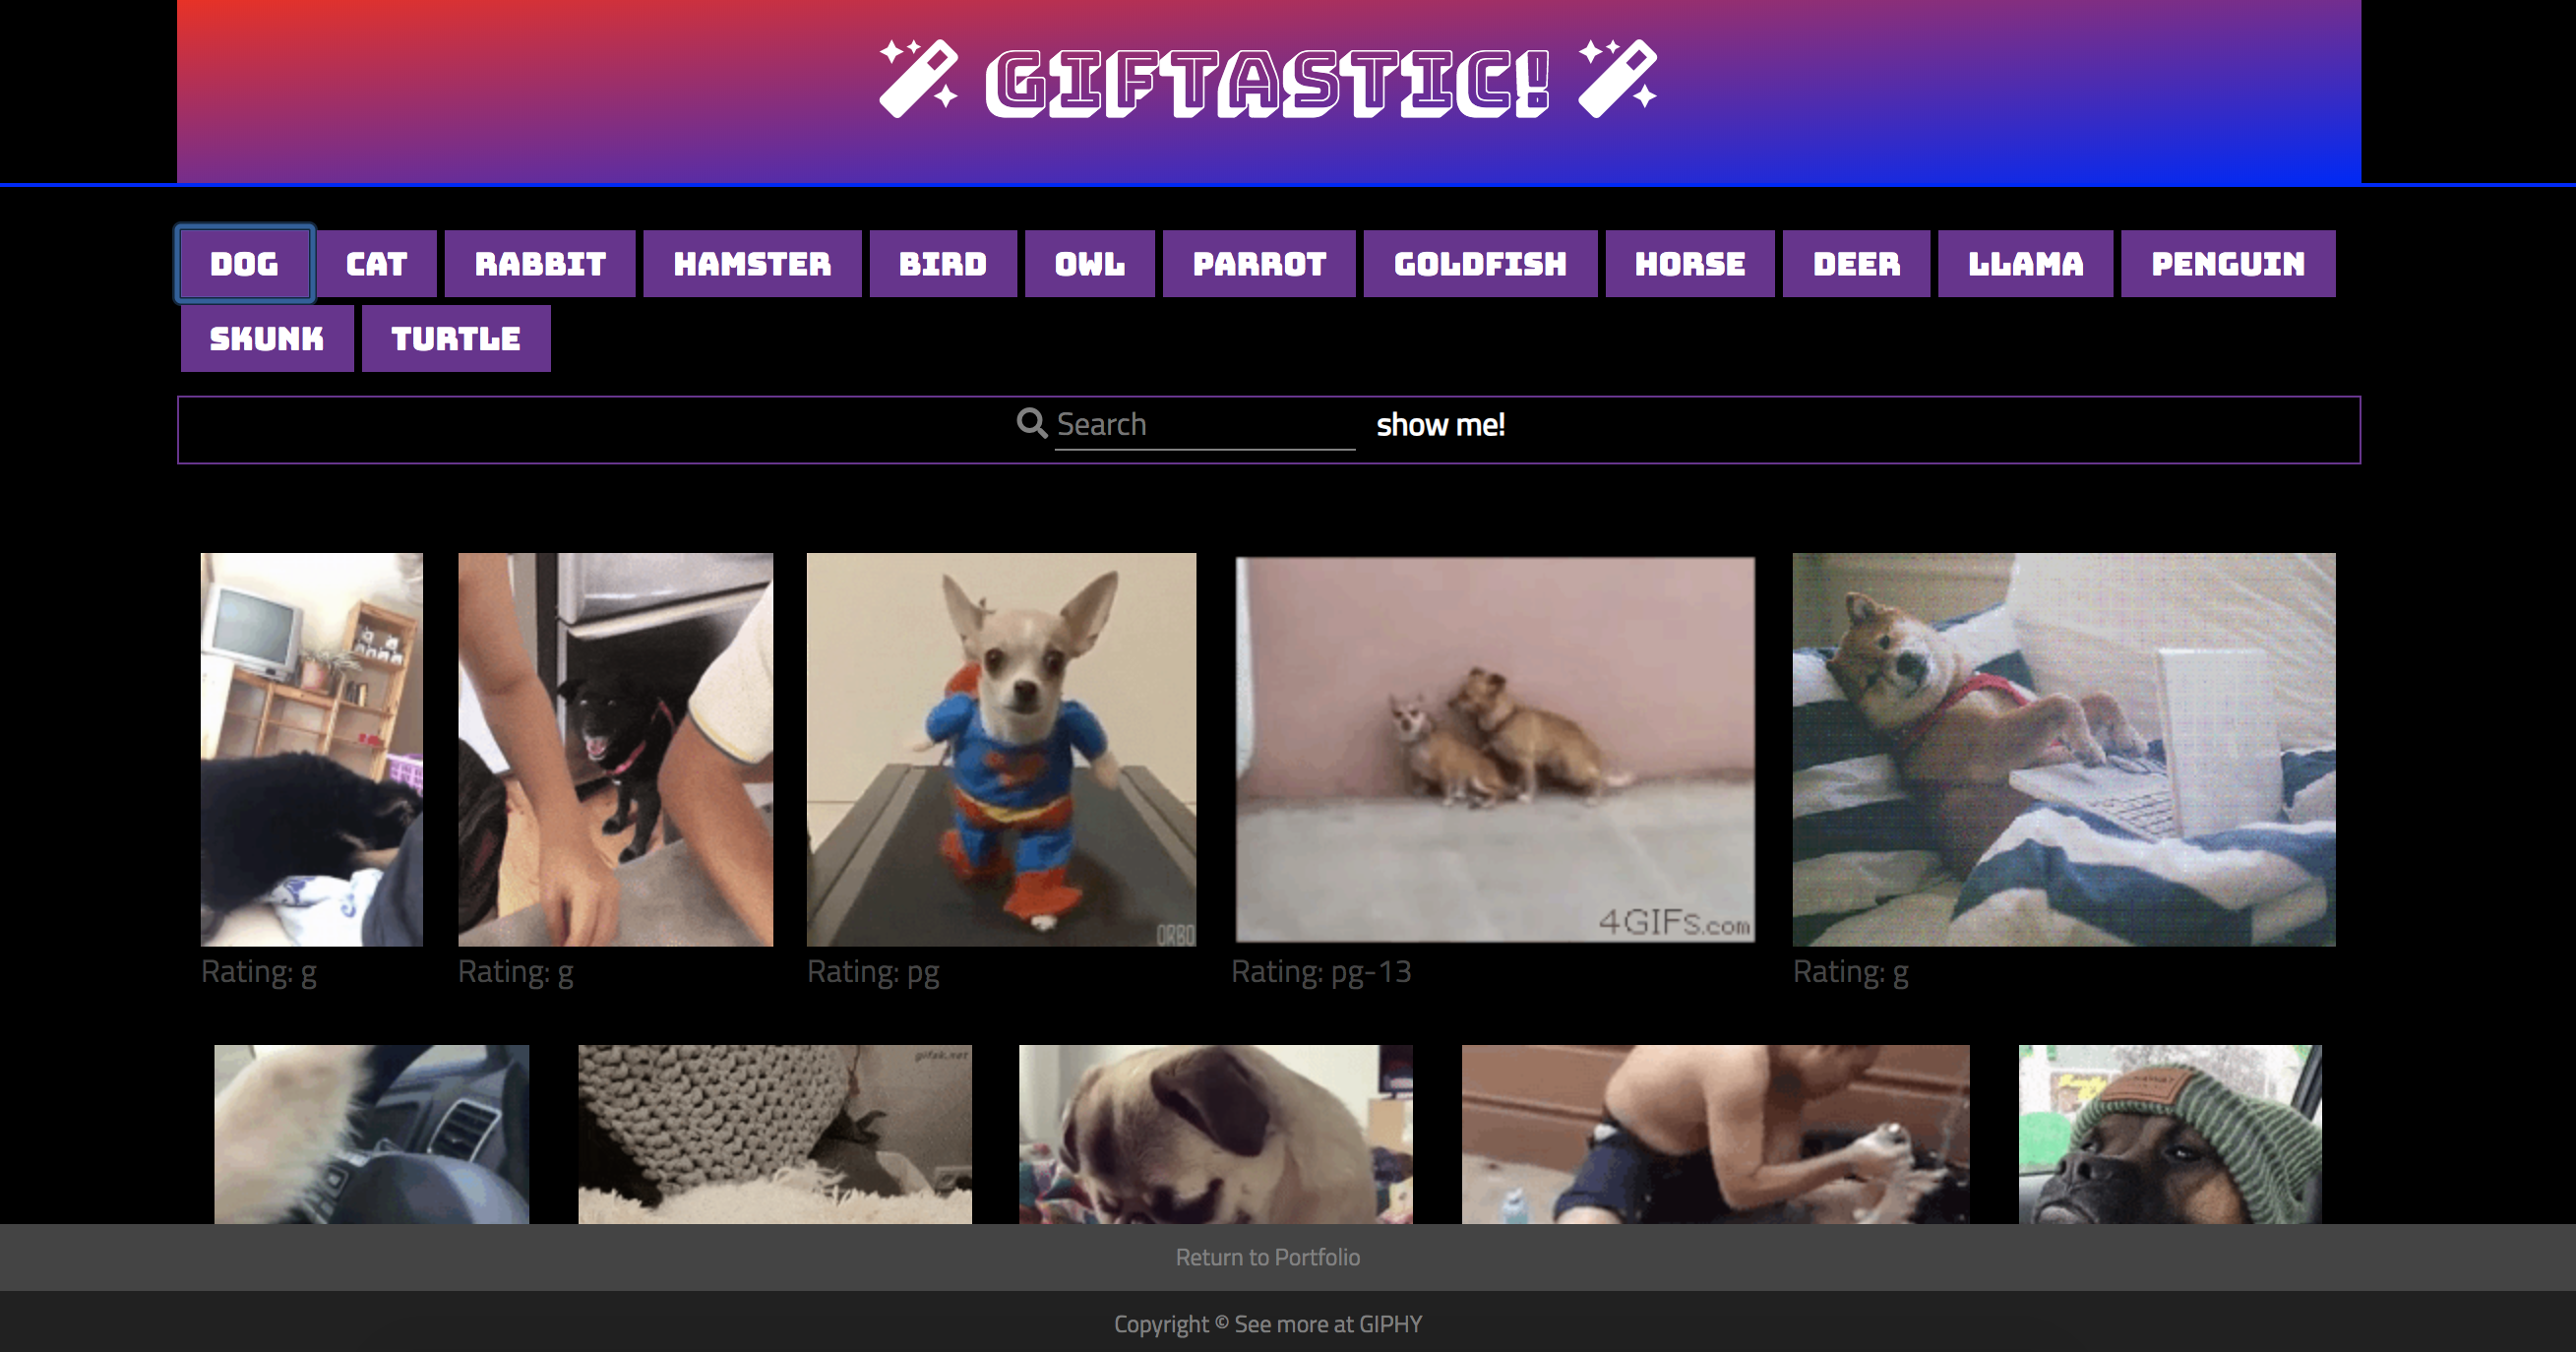 GIFTASTIC!
DOG CAT RABBIT HAMSTER BIRD OWL PARROT GOLDFISH HORSE DEER LLAMA PENGUIN
SKUNK TURTLE
Search show me!
ORBO
4GIFs.com
Rating: g Rating: g Rating: pg Rating: pg-13 Rating: g
gifak.net
Return to Portfolio
Copyright © See more at GIPHY